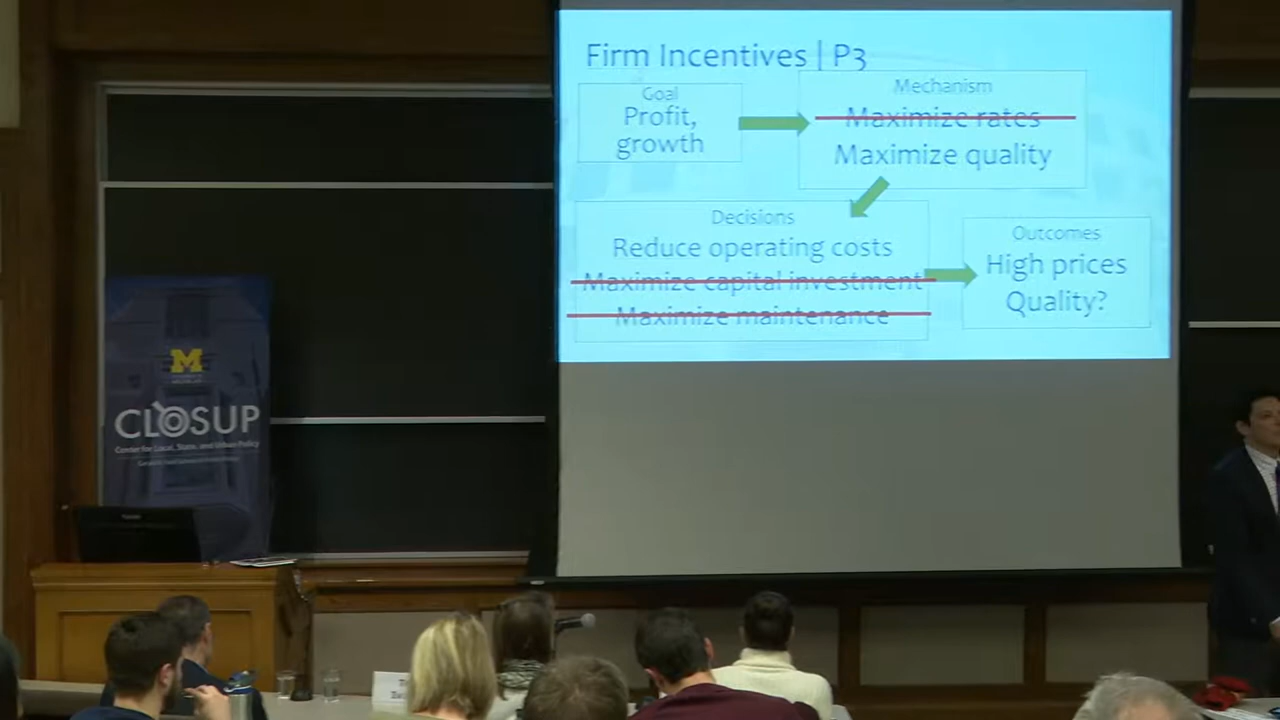 Firm Incentives | P3
Goal
Profit,
growth
Mechanism
Maximize rates
Maximize quality
Decisions
Reduce operating costs
Maximize capital investment
Maximize maintenance
Outcomes
High prices
Quality?
M
CLOSUP
Center for Local, State, and Urban Policy